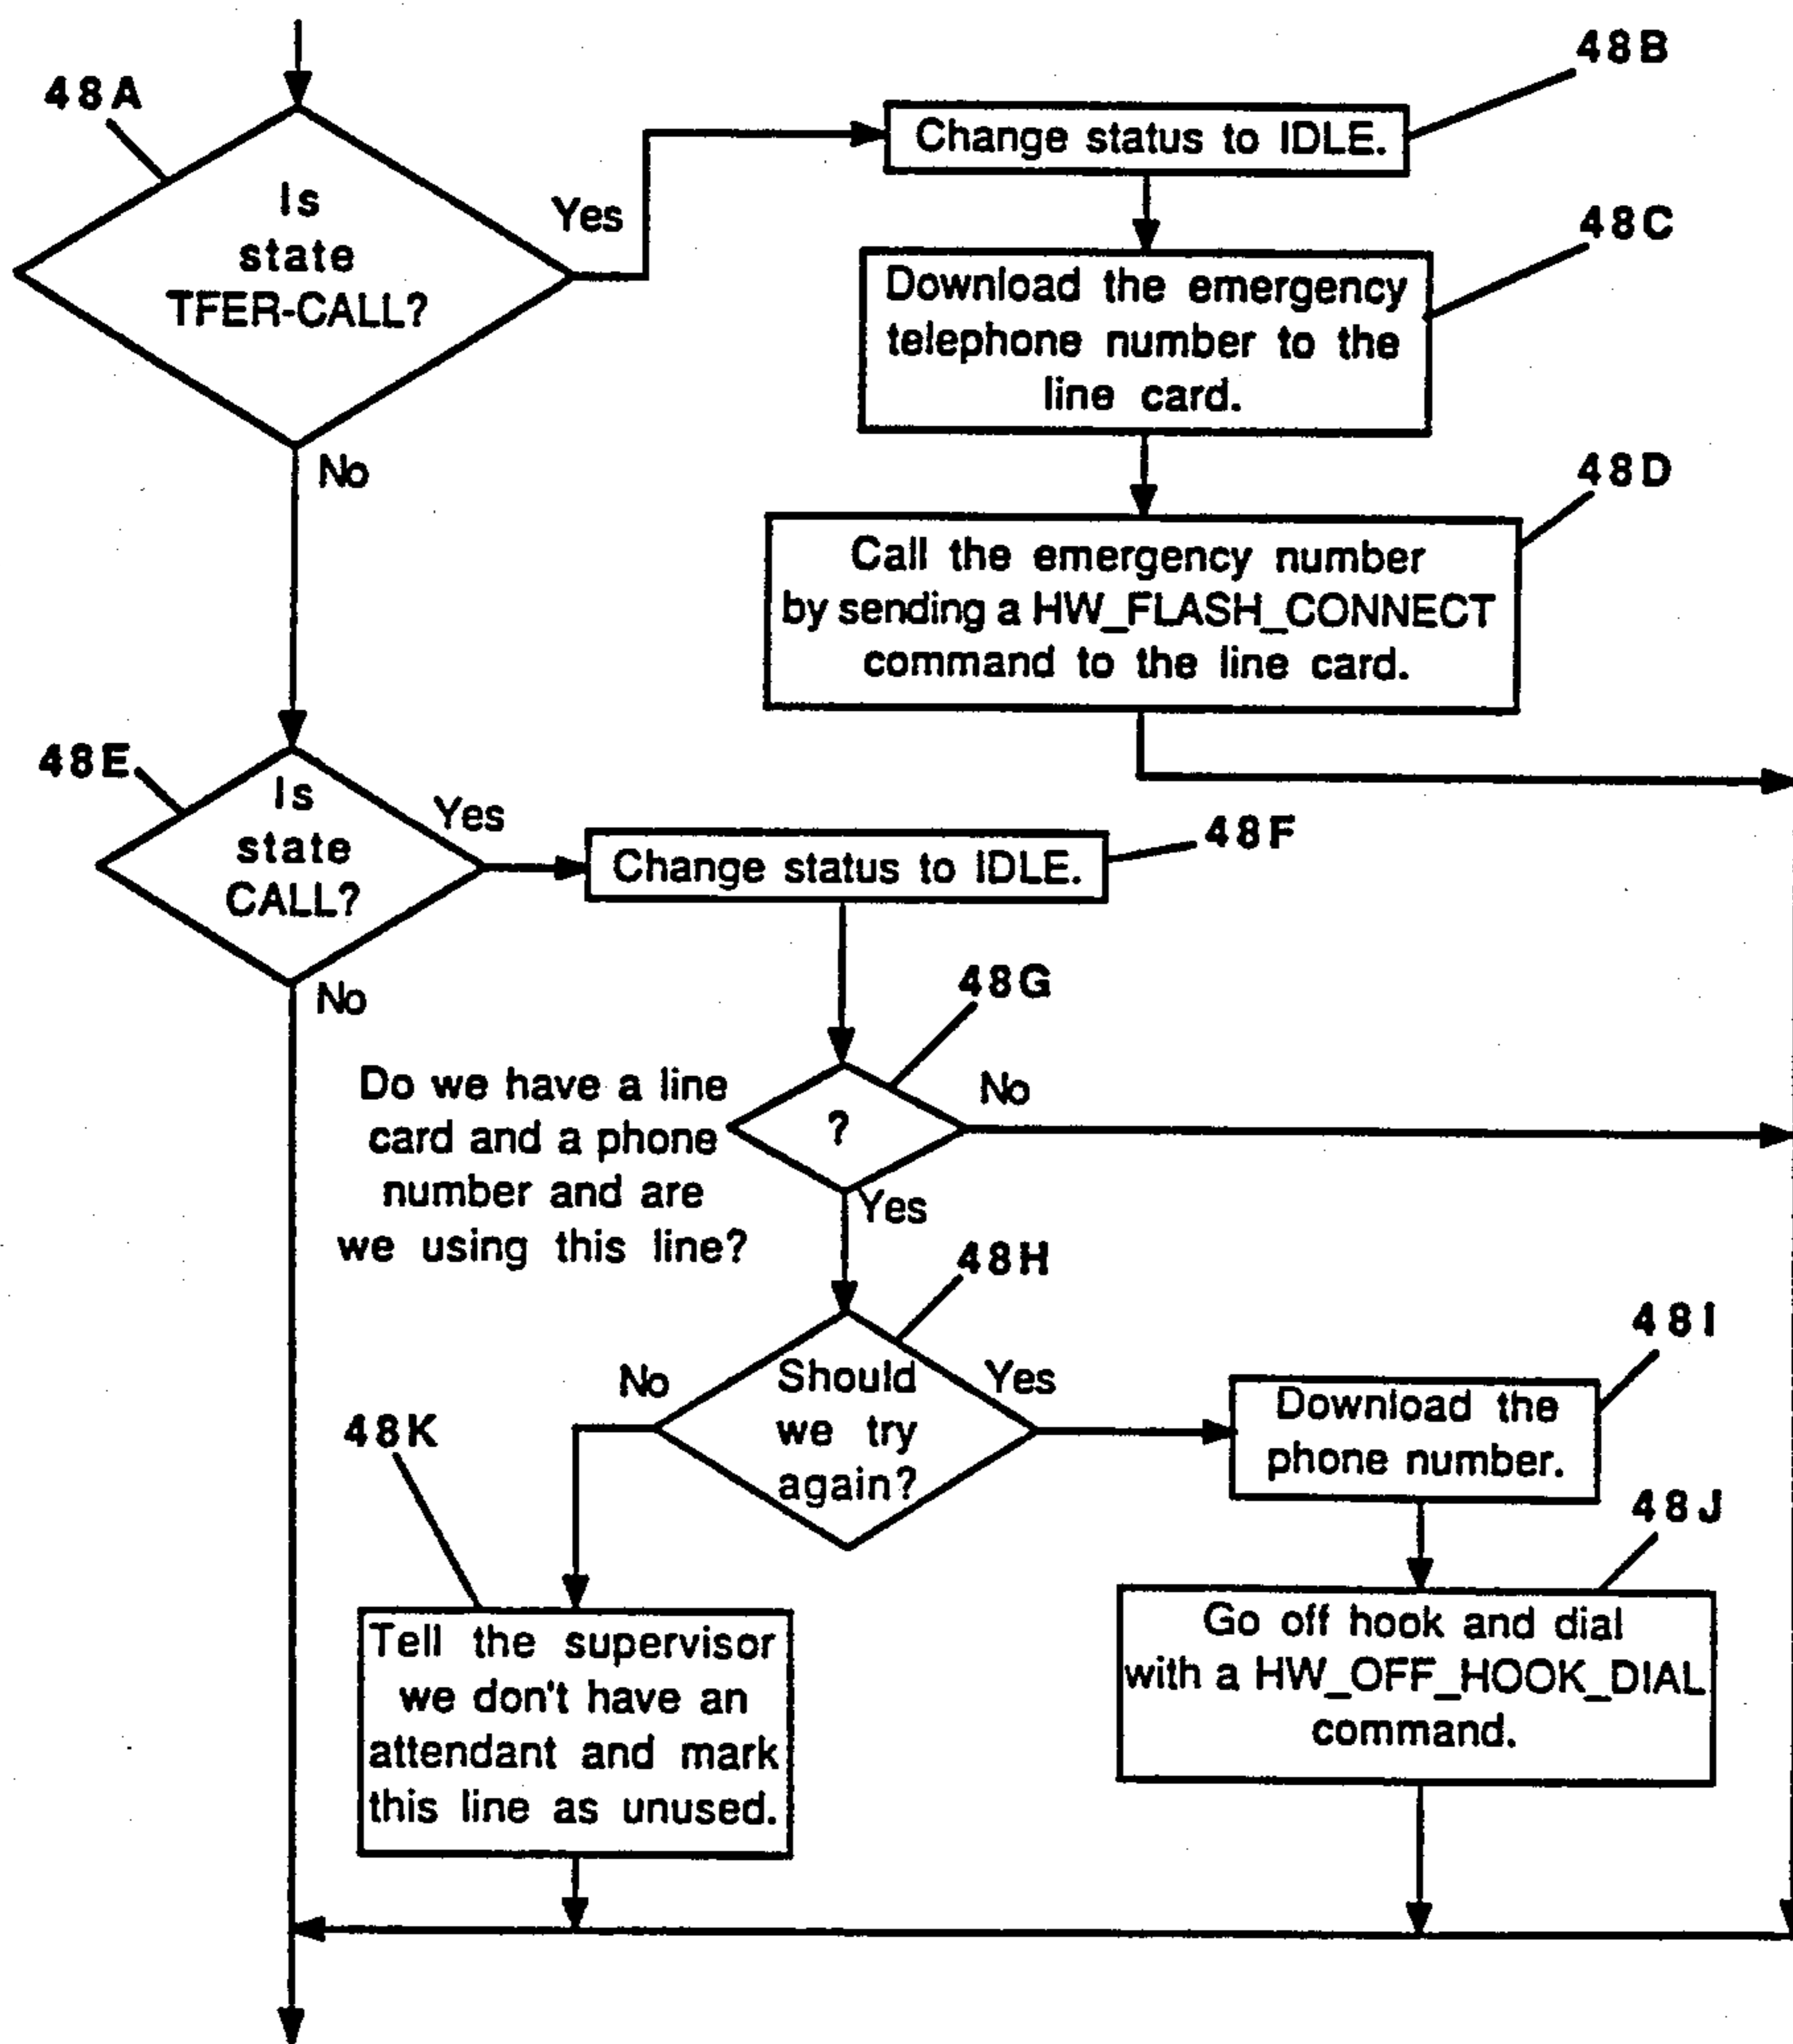 48A
Is
state
TFER-CALL?
Yes
No
48B
Change status to IDLE.
48C
Download the emergency
telephone number to the
line card.
48D
Call the emergency number
by sending a HW_FLASH_CONNECT
command to the line card.
48E
Is
state
CALL?
Yes
No
48F
Change status to IDLE.
48G
Do we have a line
card and a phone
number and are
we using this line?
?
No
Yes
48H
Should
we try
again?
No
Yes
48I
Download the
phone number.
48J
Go off hook and dial
with a HW_OFF_HOOK_DIAL
command.
48K
Tell the supervisor
we don't have an
attendant and mark
this line as unused.